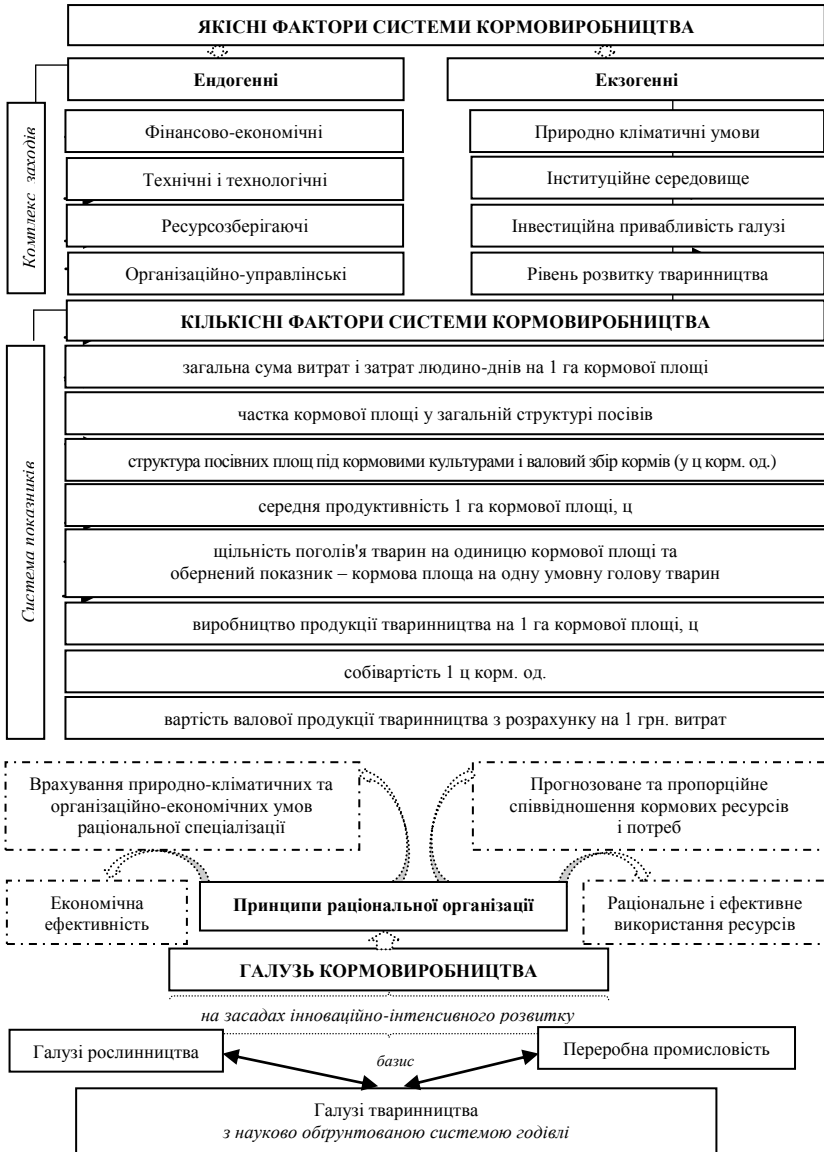 ЯКІСНІ ФАКТОРИ СИСТЕМИ КОРМОВИРОБНИЦТВА
Ендогенні
Екзогенні
Комплекс заходів
Фінансово-економічні
Природно кліматичні умови
Технічні і технологічні
Інституційне середовище
Ресурсозберігаючі
Інвестиційна привабливість галузі
Організаційно-управлінські
Рівень розвитку тваринництва
КІЛЬКІСНІ ФАКТОРИ СИСТЕМИ КОРМОВИРОБНИЦТВА
Система показників
загальна сума витрат і затрат людино-днів на 1 га кормової площі
частка кормової площі у загальній структурі посівів
структура посівних площ під кормовими культурами і валовий збір кормів (у ц корм. од.)
середня продуктивність 1 га кормової площі, ц
щільність поголів'я тварин на одиницю кормової площі та
обернений показник – кормова площа на одну умовну голову тварин
виробництво продукції тваринництва на 1 га кормової площі, ц
собівартість 1 ц корм. од.
вартість валової продукції тваринництва з розрахунку на 1 грн. витрат
Врахування природно-кліматичних та
організаційно-економічних умов
раціональної спеціалізації
Прогнозоване та пропорційне
співвідношення кормових ресурсів
і потреб
Економічна
ефективність
Принципи раціональної організації
Раціональне і ефективне
використання ресурсів
ГАЛУЗЬ КОРМОВИРОБНИЦТВА
на засадах інноваційно-інтенсивного розвитку
Галузі рослинництва
базис
Переробна промисловість
Галузі тваринництва
з науково обґрунтованою системою годівлі